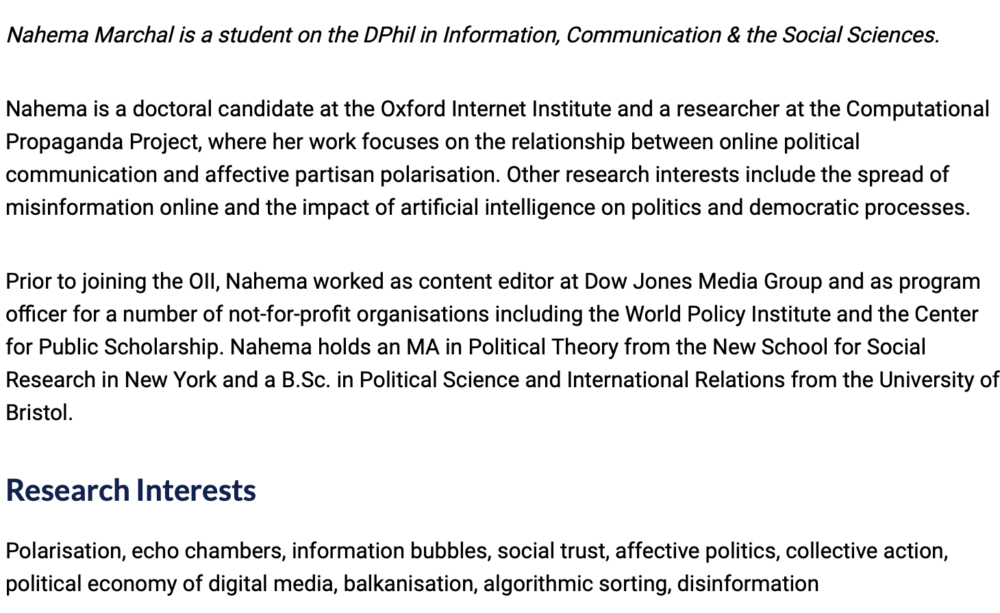 Nahema Marchal is a student on the DPhil in Information, Communication & the Social Sciences.
Nahema is a doctoral candidate at the Oxford Internet Institute and a researcher at the Computational
Propaganda Project, where her work focuses on the relationship between online political
communication and affective partisan polarisation. Other research interests include the spread of
misinformation online and the impact of artificial intelligence on politics and democratic processes.
Prior to joining the OII, Nahema worked as content editor at Dow Jones Media Group and as program
officer for a number of not-for-profit organisations including the World Policy Institute and the Center
for Public Scholarship. Nahema holds an MA in Political Theory from the New School for Social
Research in New York and a B.Sc. in Political Science and International Relations from the University of
Bristol.
Research Interests
Polarisation, echo chambers, information bubbles, social trust, affective politics, collective action,
political economy of digital media, balkanisation, algorithmic sorting, disinformation